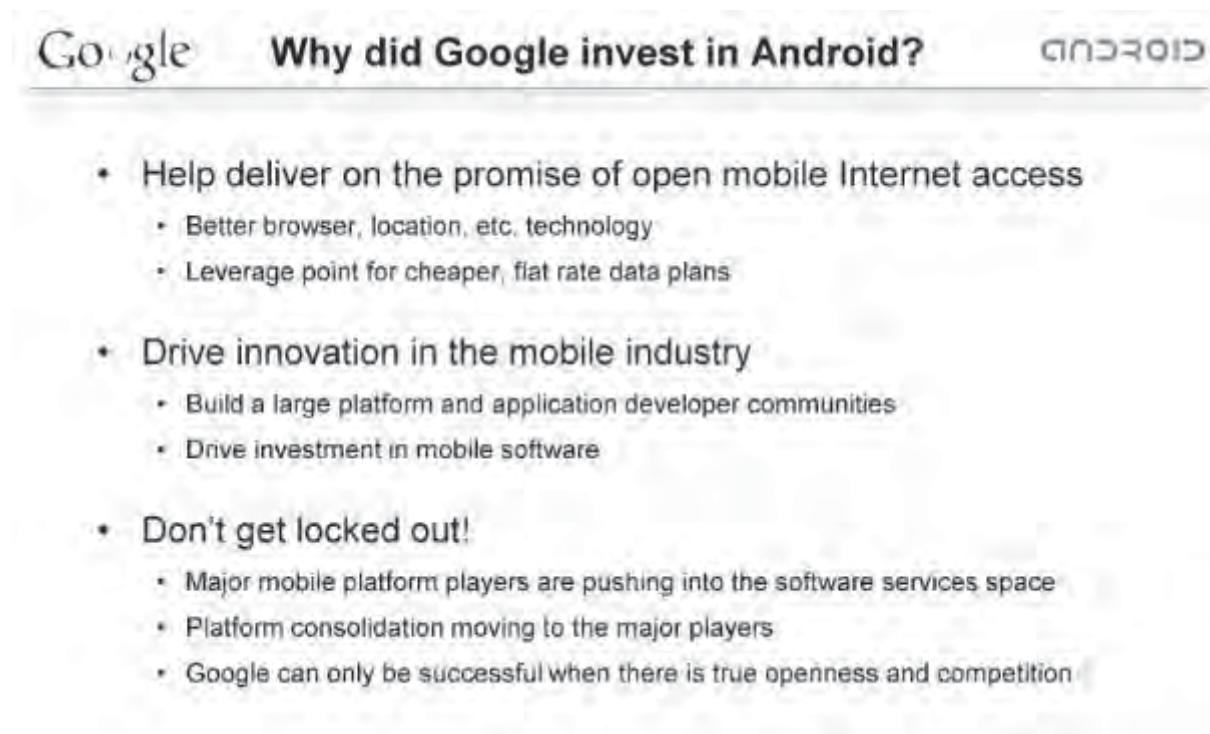 Google Why did Google invest in Android? ANDROID
• Help deliver on the promise of open mobile Internet access
• Better browser, location, etc. technology
• Leverage point for cheaper, flat rate data plans
• Drive innovation in the mobile industry
• Build a large platform and application developer communities
• Drive investment in mobile software
• Don't get locked out!
• Major mobile platform players are pushing into the software services space
• Platform consolidation moving to the major players
• Google can only be successful when there is true openness and competition